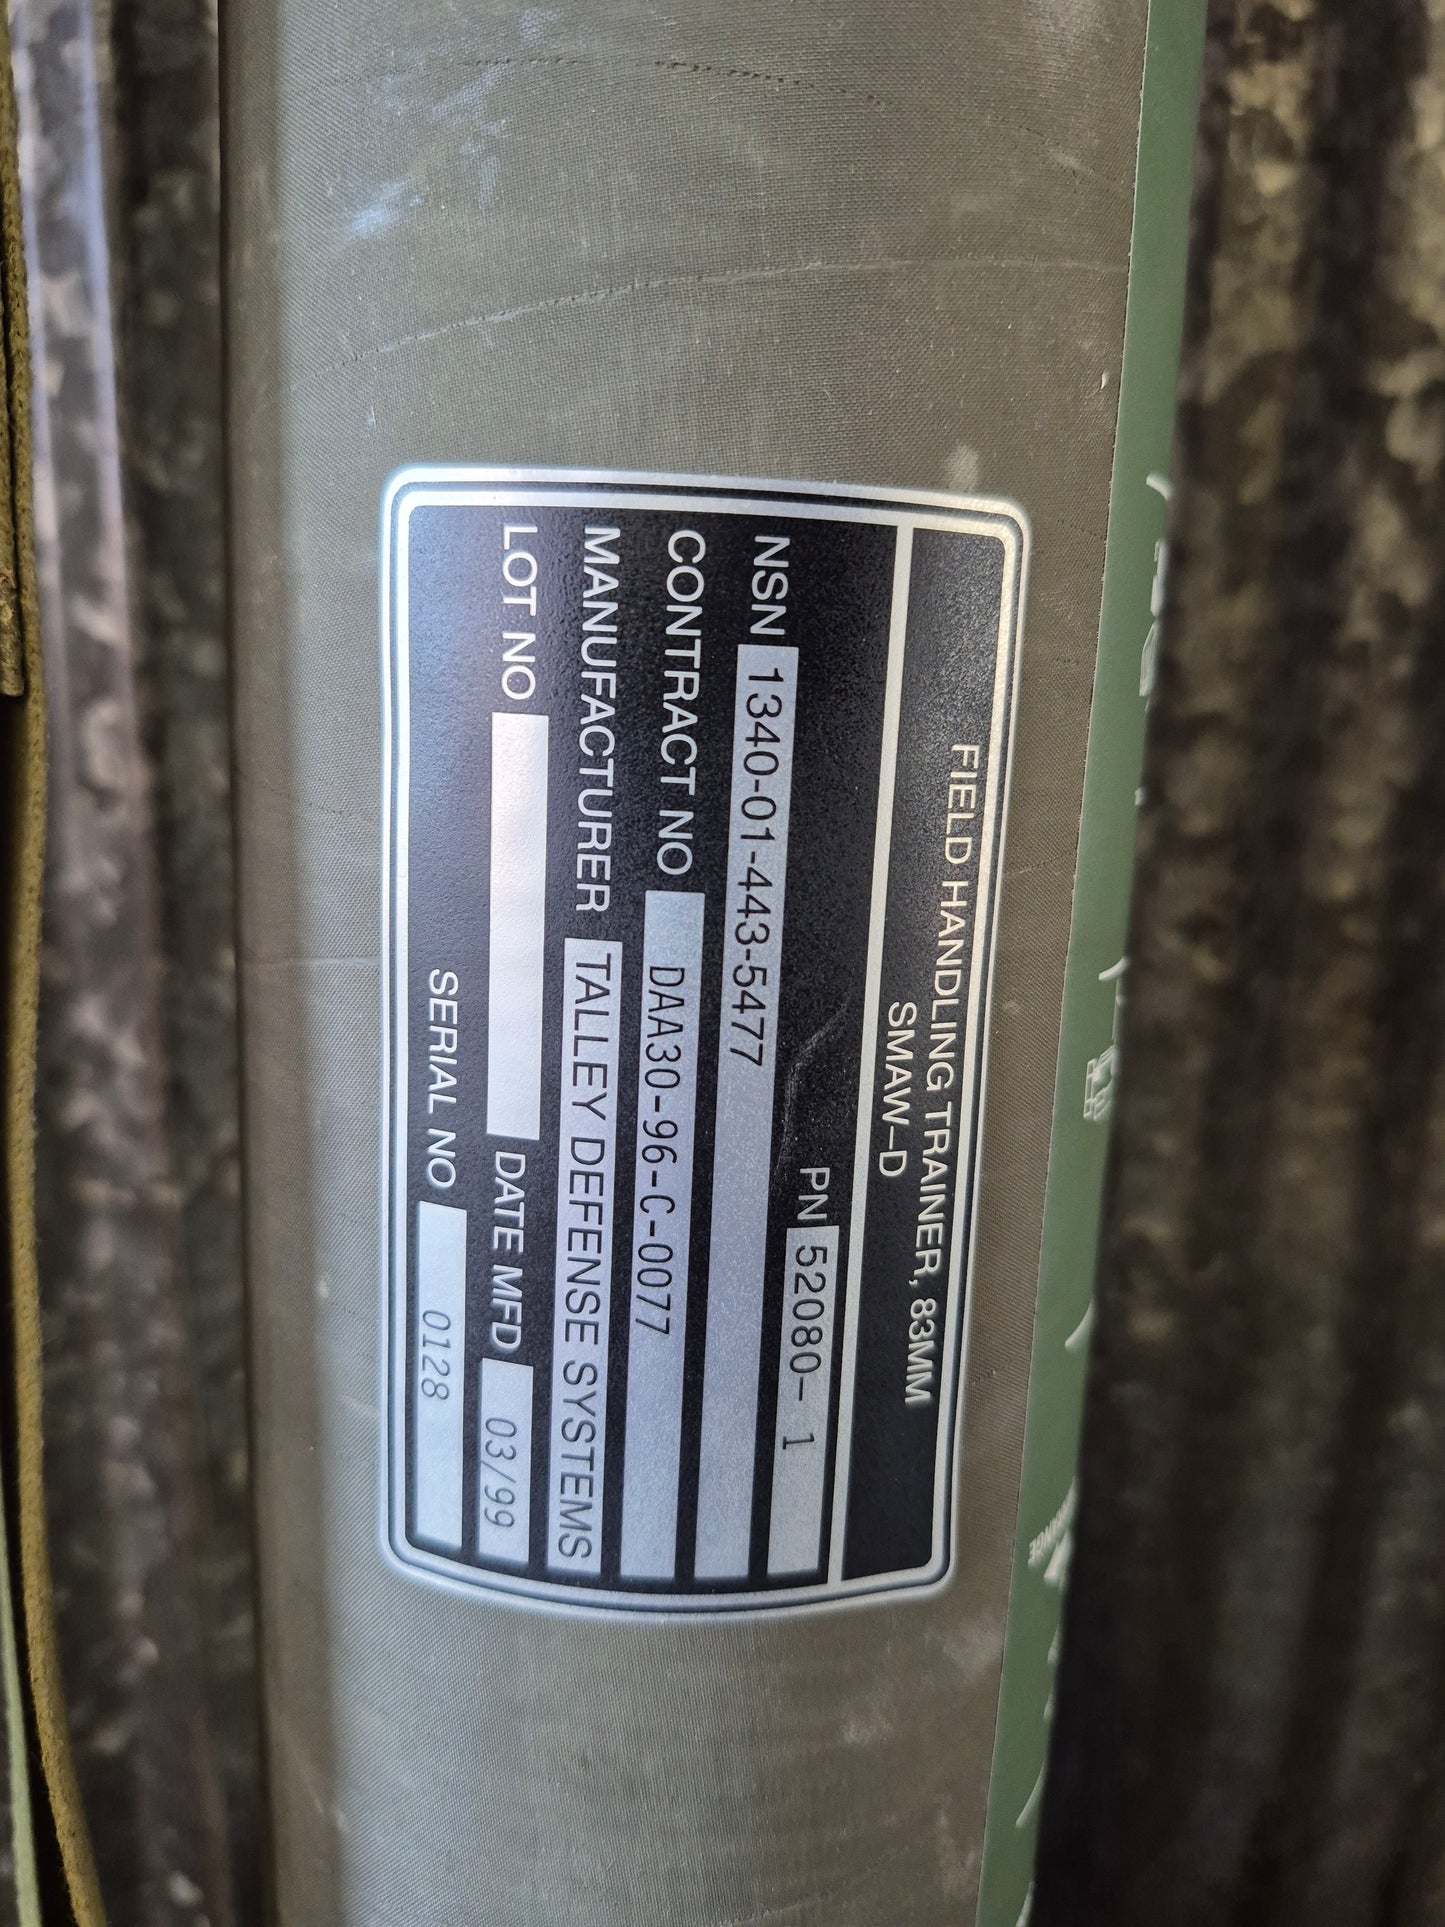 FIELD HANDLING TRAINER, 83MM
SMAW-D
PN 52080- 1
NSN 1340-01-443-5477
CONTRACT NO DAA30-96-C-0077
MANUFACTURER TALLEY DEFENSE SYSTEMS
LOT NO DATE MFD 03/99
SERIAL NO 0128